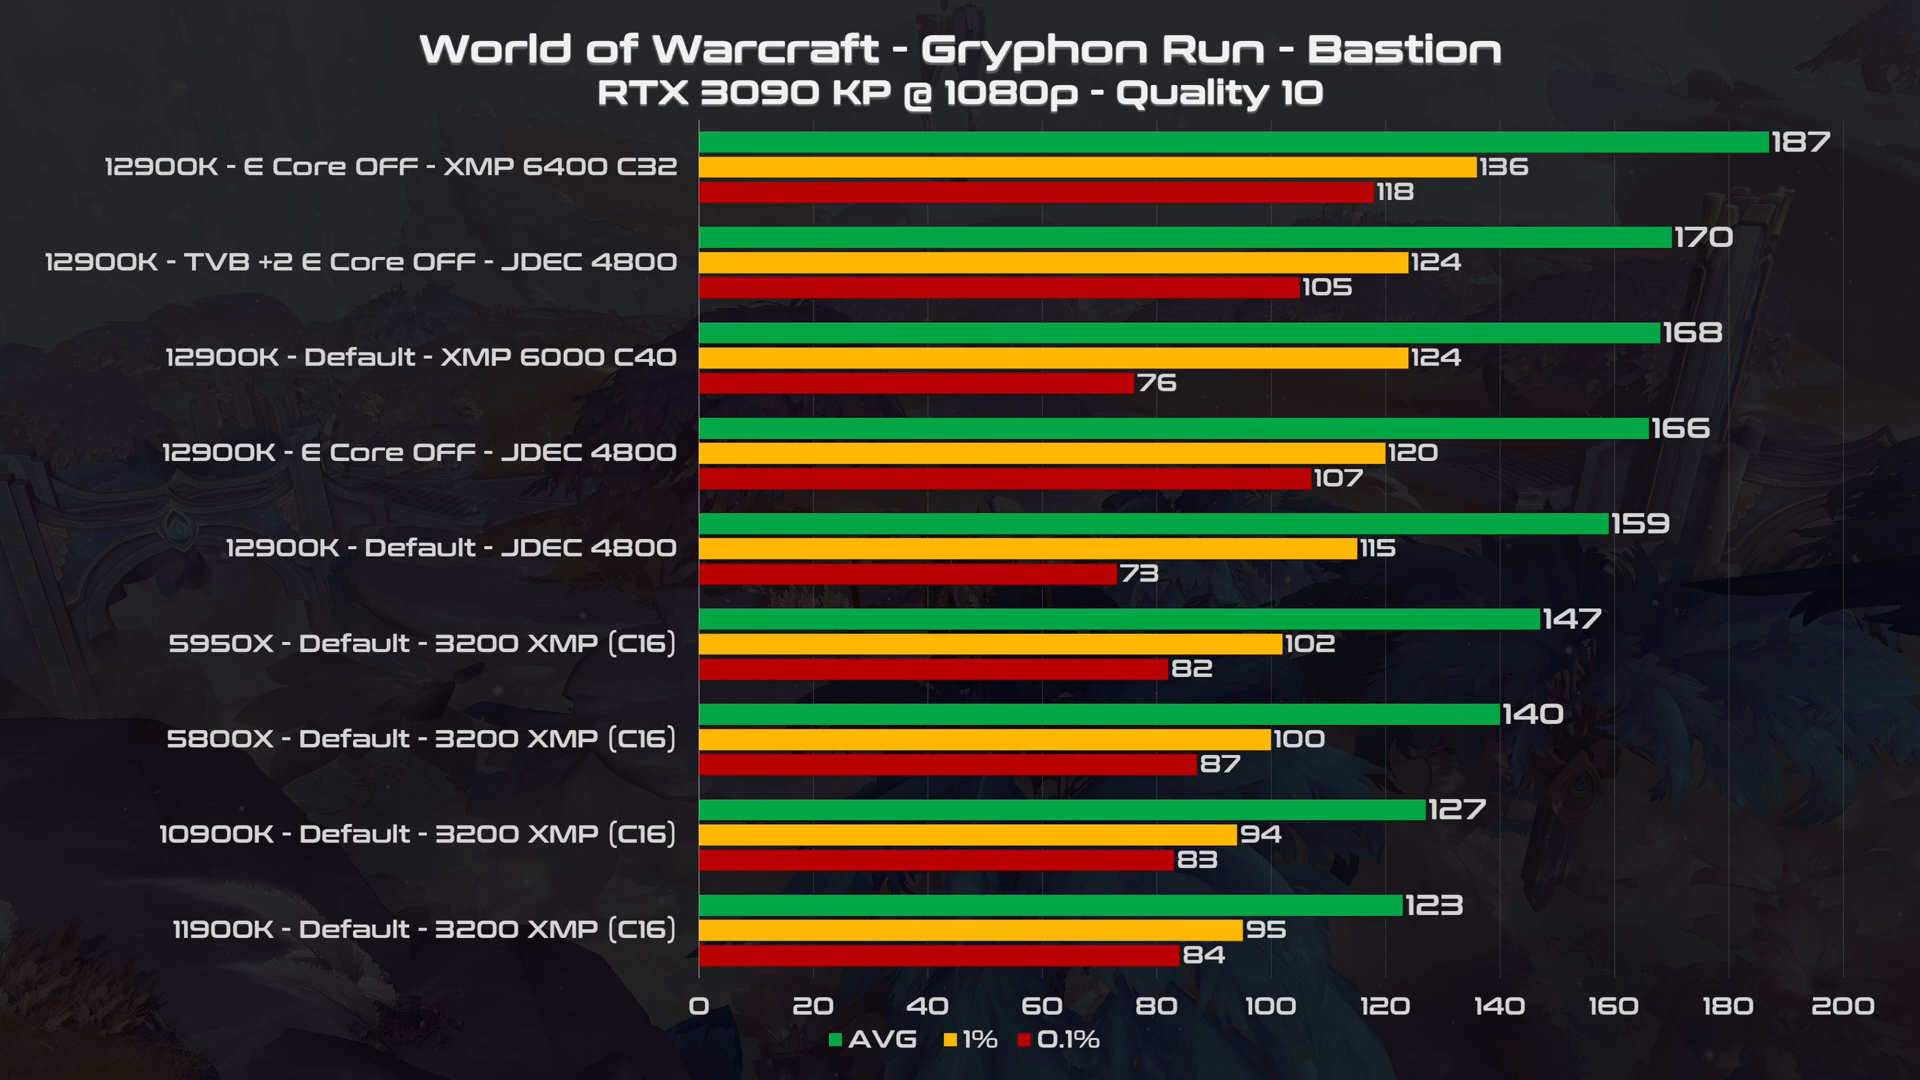 World of Warcraft - Gryphon Run - Bastion
RTX 3090 KP @ 1080p - Quality 10
12900K - E Core OFF - XMP 6400 C32
187
136
118
12900K - TVB +2 E Core OFF - JDEC 4800
170
124
105
12900K - Default - XMP 6000 C40
168
124
76
12900K - E Core OFF - JDEC 4800
166
120
107
12900K - Default - JDEC 4800
159
115
73
5950X - Default - 3200 XMP (C16)
147
102
82
5800X - Default - 3200 XMP (C16)
140
100
87
10900K - Default - 3200 XMP (C16)
127
94
83
11900K - Default - 3200 XMP (C16)
123
95
84
0 20 40 60 80 100 120 140 160 180 200
AVG 1% 0.1%